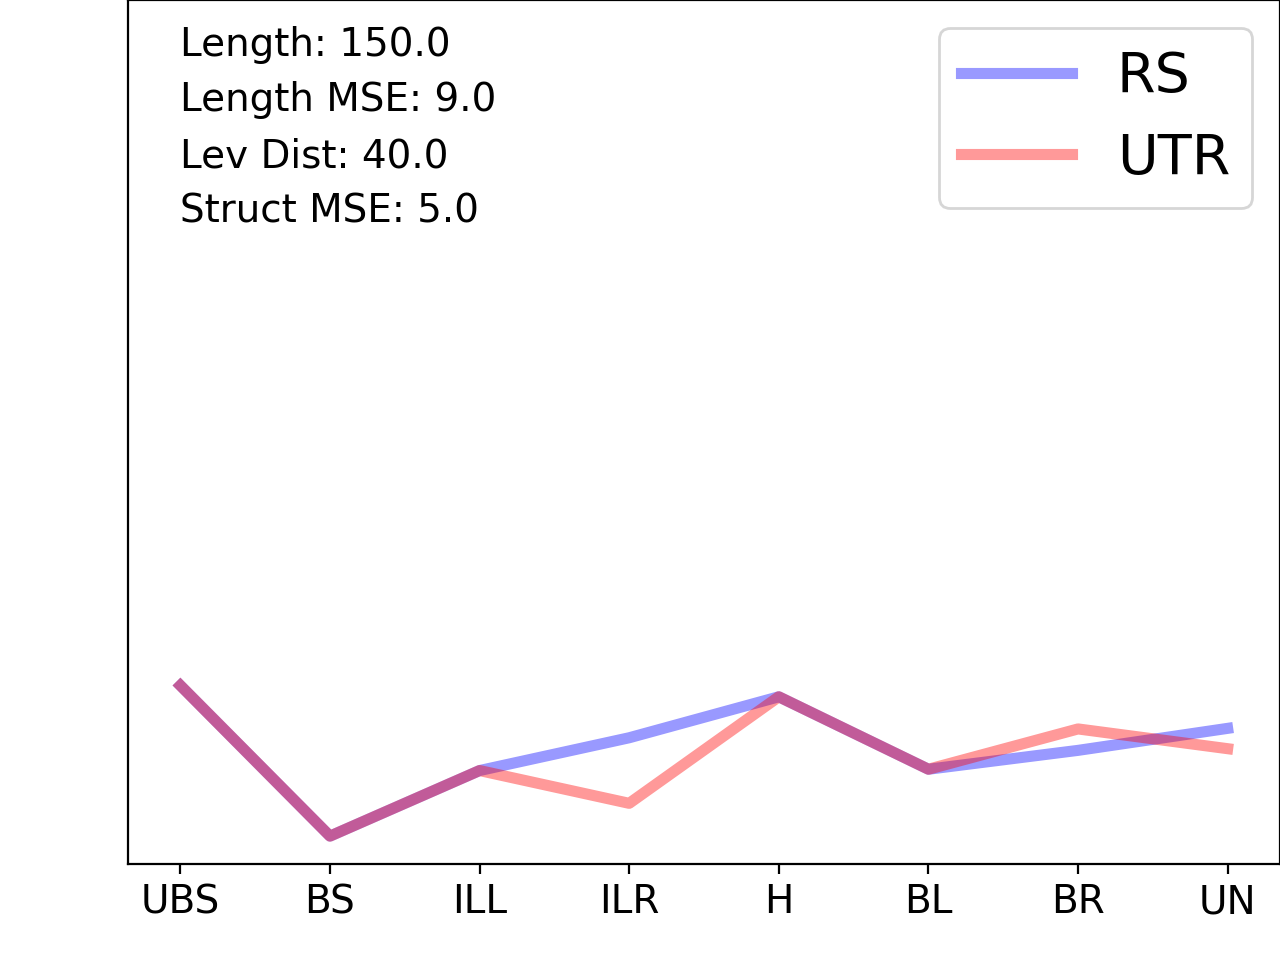 Length: 150.0
Length MSE: 9.0
Lev Dist: 40.0
Struct MSE: 5.0
RS
UTR
UBS BS ILL ILR H BL BR UN